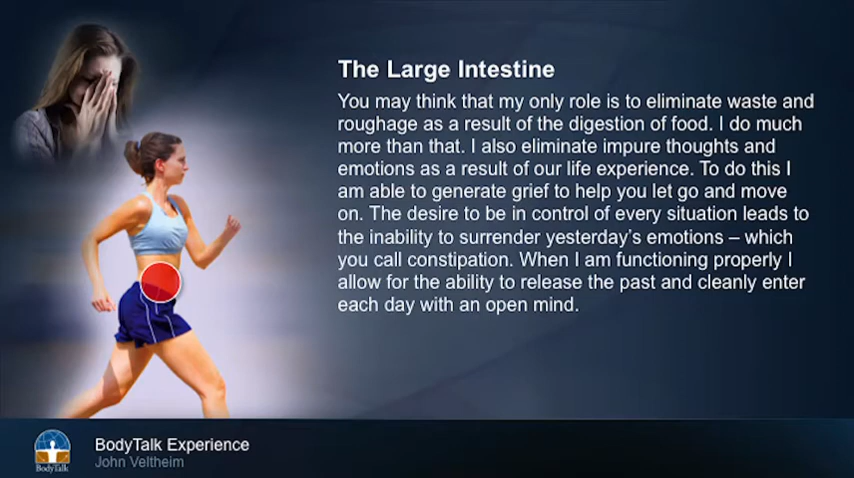 The Large Intestine
You may think that my only role is to eliminate waste and
roughage as a result of the digestion of food. I do much
more than that. I also eliminate impure thoughts and
emotions as a result of our life experience. To do this I
am able to generate grief to help you let go and move
on. The desire to be in control of every situation leads to
the inability to surrender yesterday's emotions – which
you call constipation. When I am functioning properly I
allow for the ability to release the past and cleanly enter
each day with an open mind.
BodyTalk Experience
John Veltheim
BodyTalk